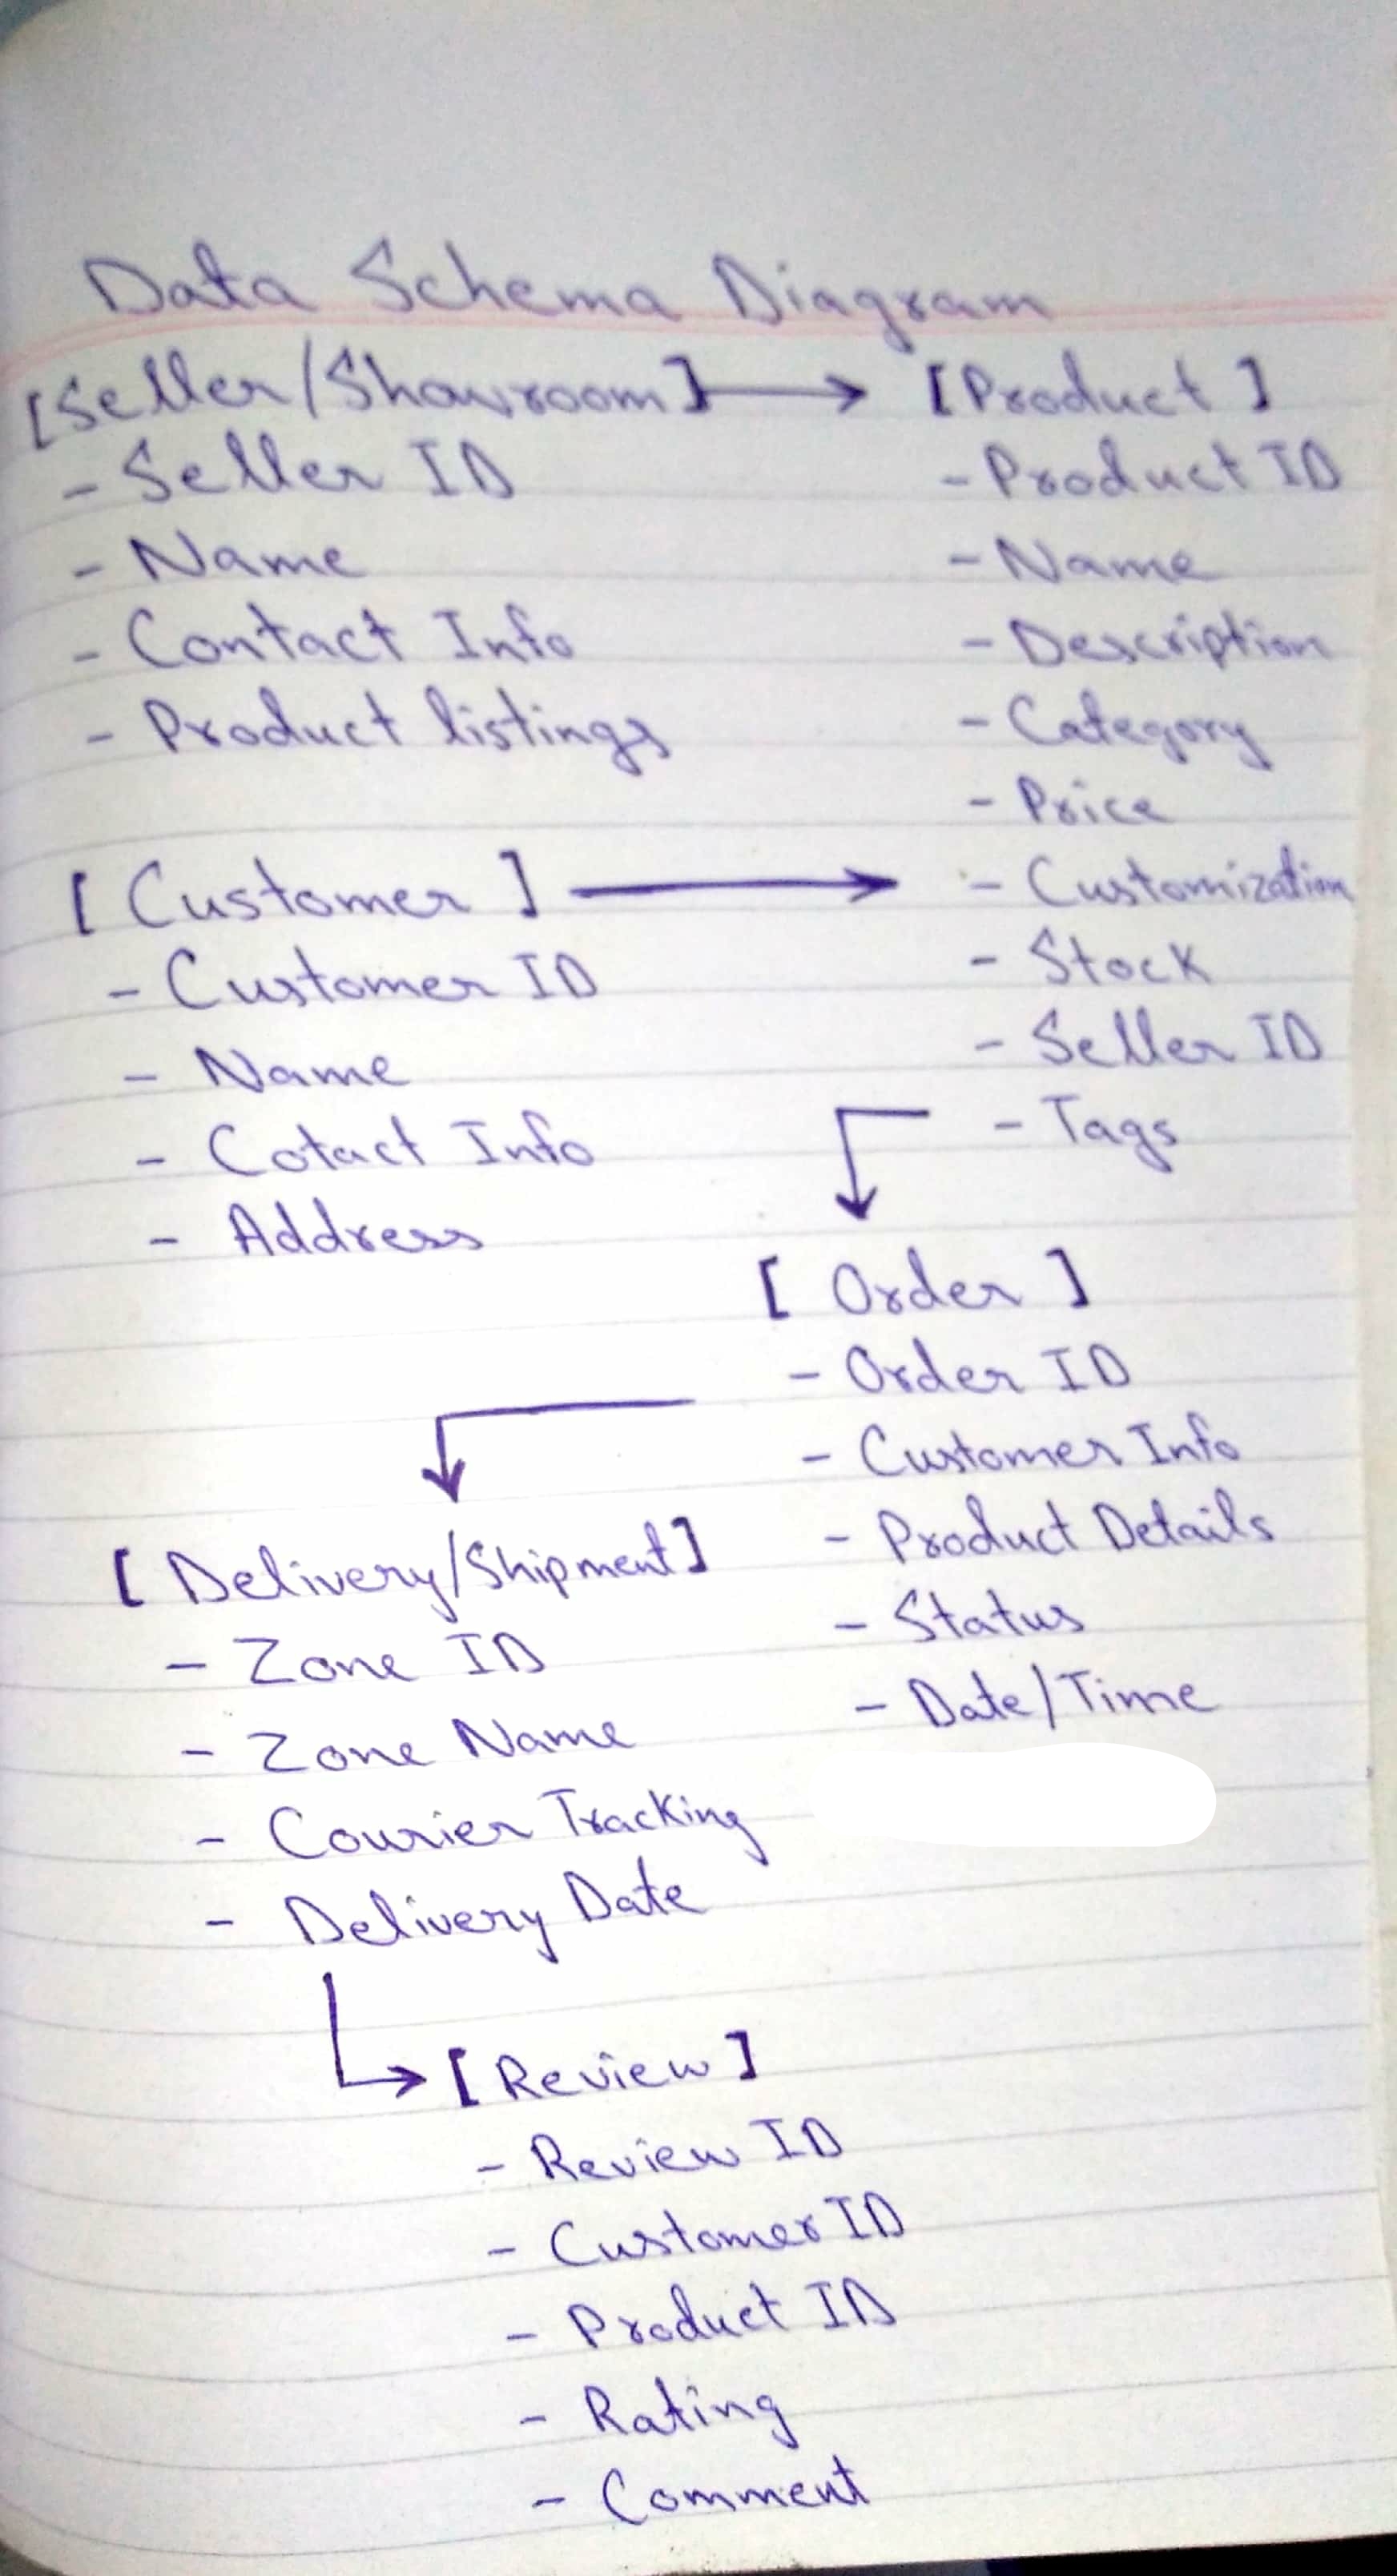 Data Schema Diagram
[Seller/Showroom] → [Product]
- Seller ID
- Name
- Contact Info
- Product listings
- Product ID
- Name
- Description
- Category
- Price
- Customization
- Stock
- Seller ID
- Tags
[ Customer ] →
- Customer ID
- Name
- Cotact Info
- Address
[ Order ]
- Order ID
- Customer Info
- Product Details
- Status
- Date/Time
[ Delivery/Shipment]
- Zone ID
- Zone Name
- Courier Tracking
- Delivery Date
[ Review ]
- Review ID
- Customer ID
- Product ID
- Rating
- Comment